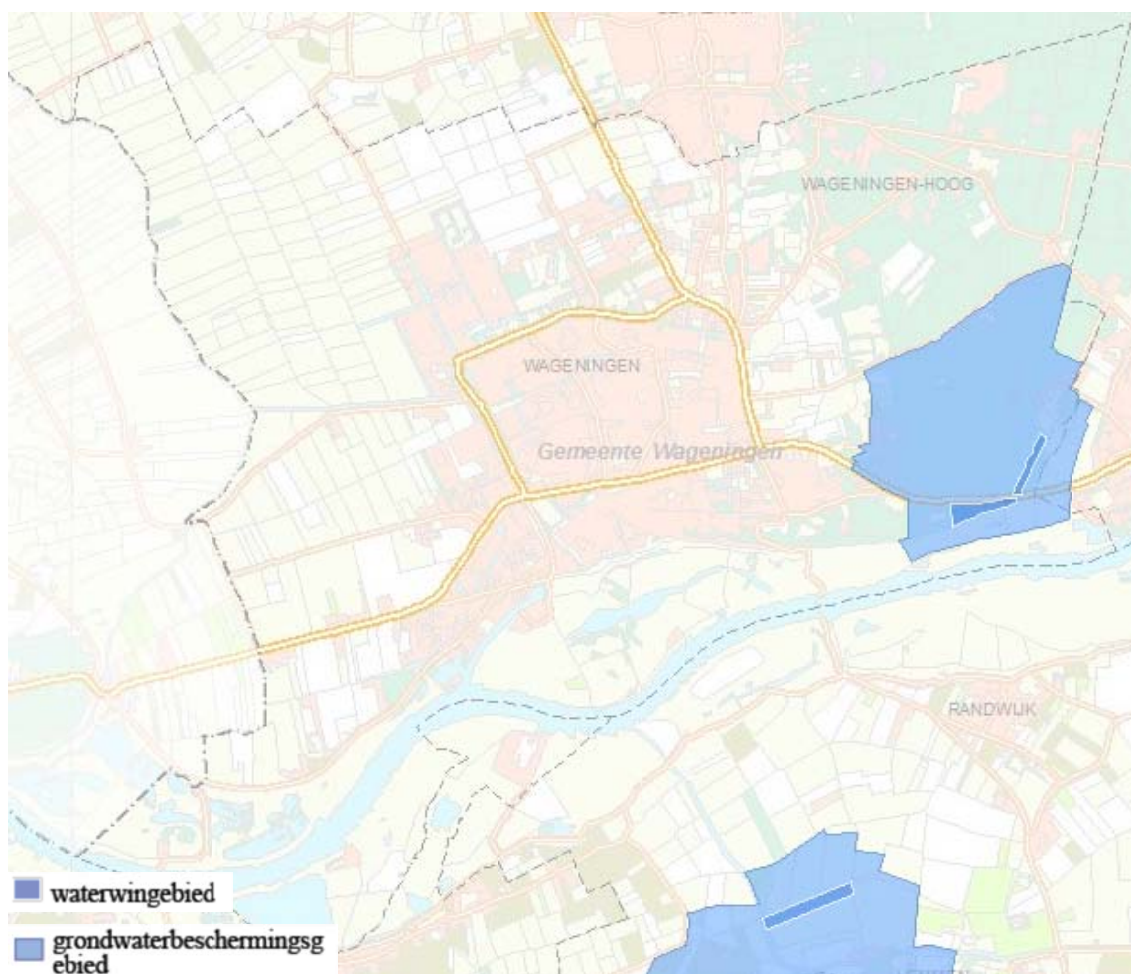 WAGENINGEN-HOOG
WAGENINGEN
Gemeente Wageningen
RANDWIJK
waterwingebied
grondwaterbeschermingsg
ebied